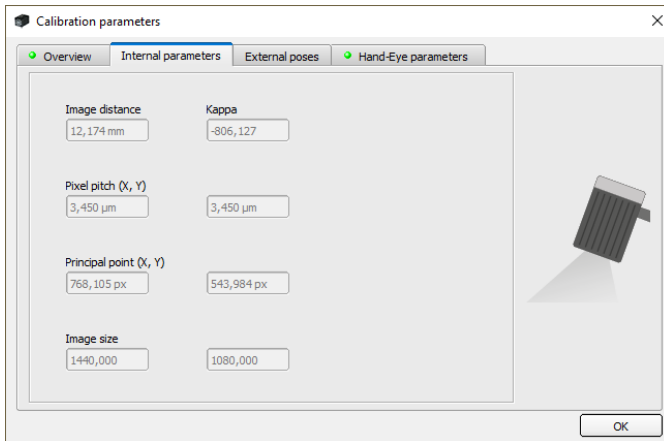 Calibration parameters
Overview Internal parameters External poses Hand-Eye parameters
Image distance Kappa
12,174 mm -806,127
Pixel pitch (X, Y)
3,450 µm 3,450 µm
Principal point (X, Y)
768,105 px 543,984 px
Image size
1440,000 1080,000
OK